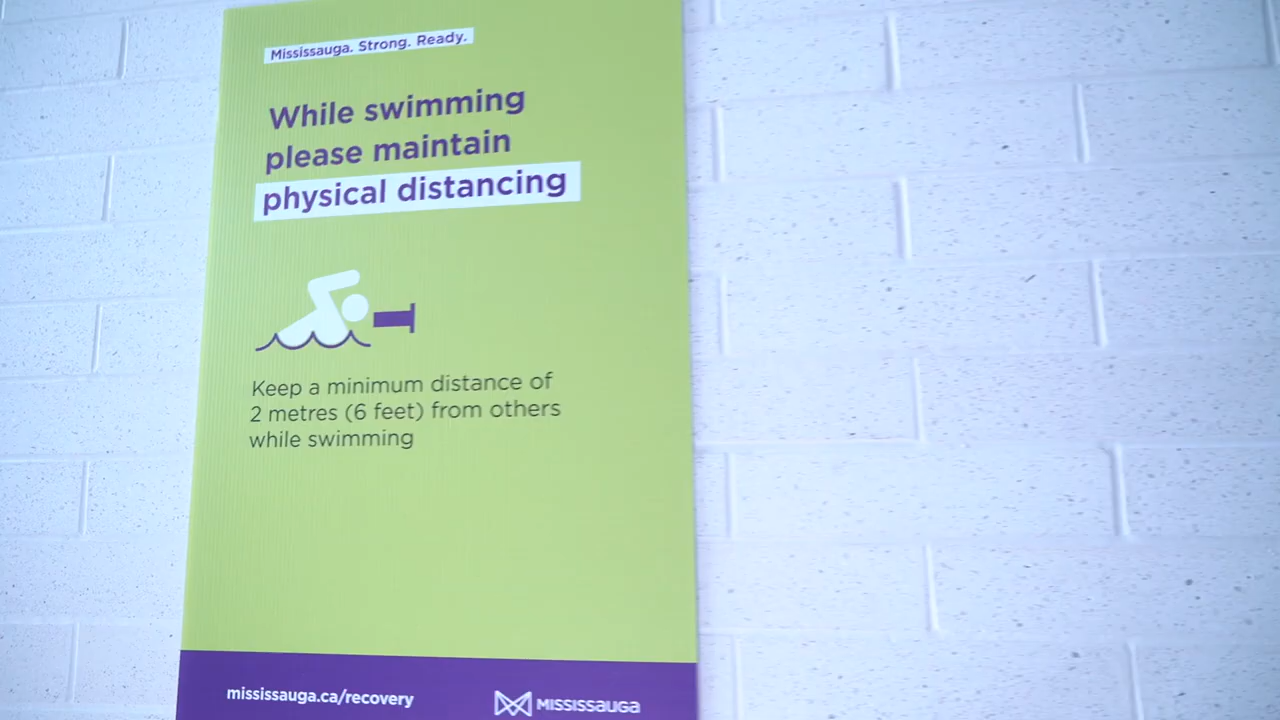 Mississauga. Strong. Ready.
While swimming
please maintain
physical distancing
Keep a minimum distance of
2 metres (6 feet) from others
while swimming
mississauga.ca/recovery
MISSISSAUGA